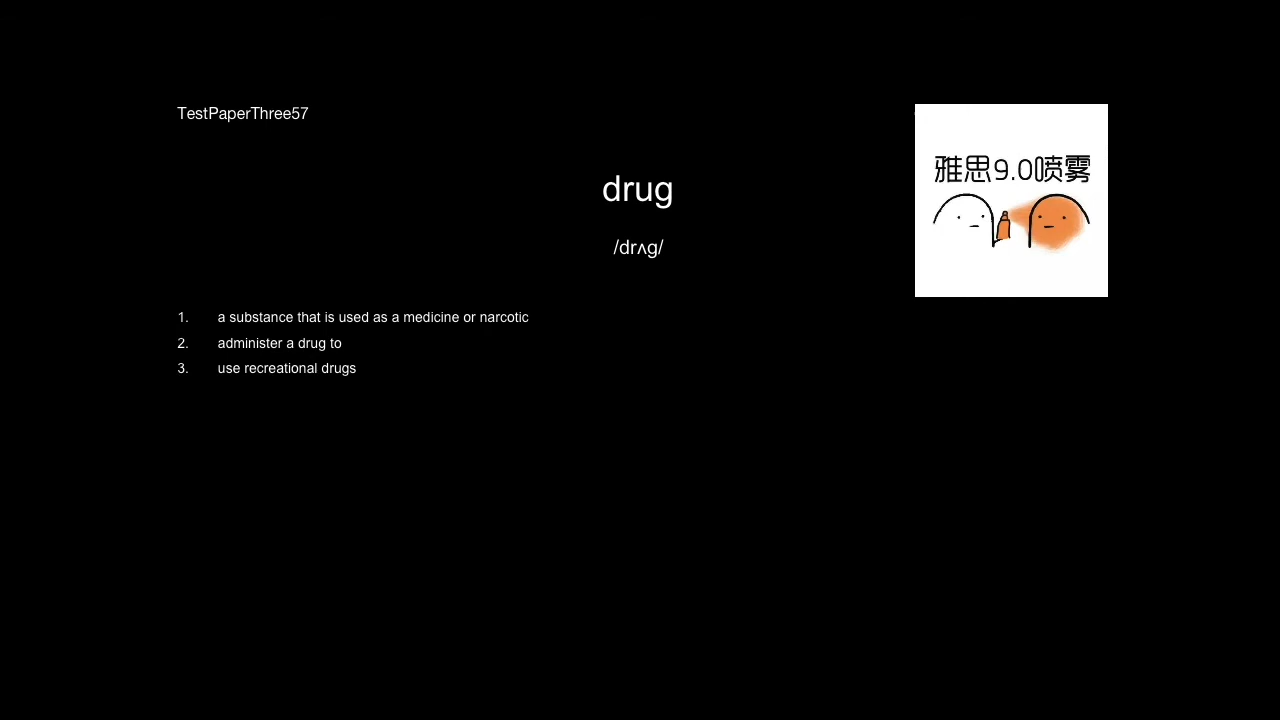 TestPaperThree57
雅思9.0喷雾
drug
/drʌg/
1. a substance that is used as a medicine or narcotic
2. administer a drug to
3. use recreational drugs